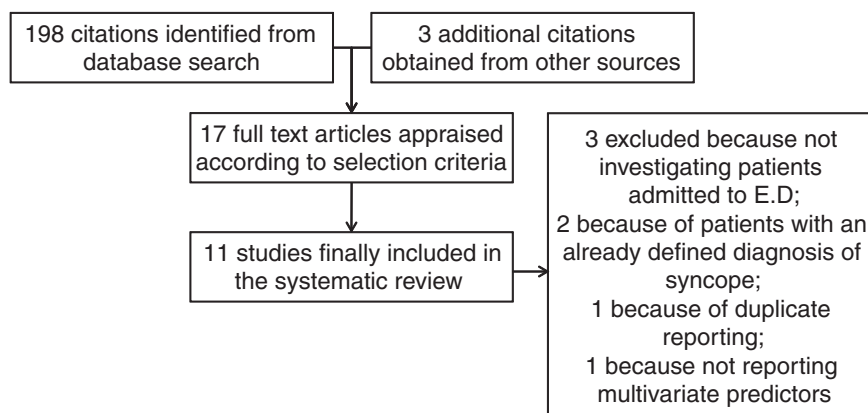 198 citations identified from
database search
3 additional citations
obtained from other sources
17 full text articles appraised
according to selection criteria
11 studies finally included in
the systematic review
3 excluded because not
investigating patients
admitted to E.D;
2 because of patients with an
already defined diagnosis of
syncope;
1 because of duplicate
reporting;
1 because not reporting
multivariate predictors